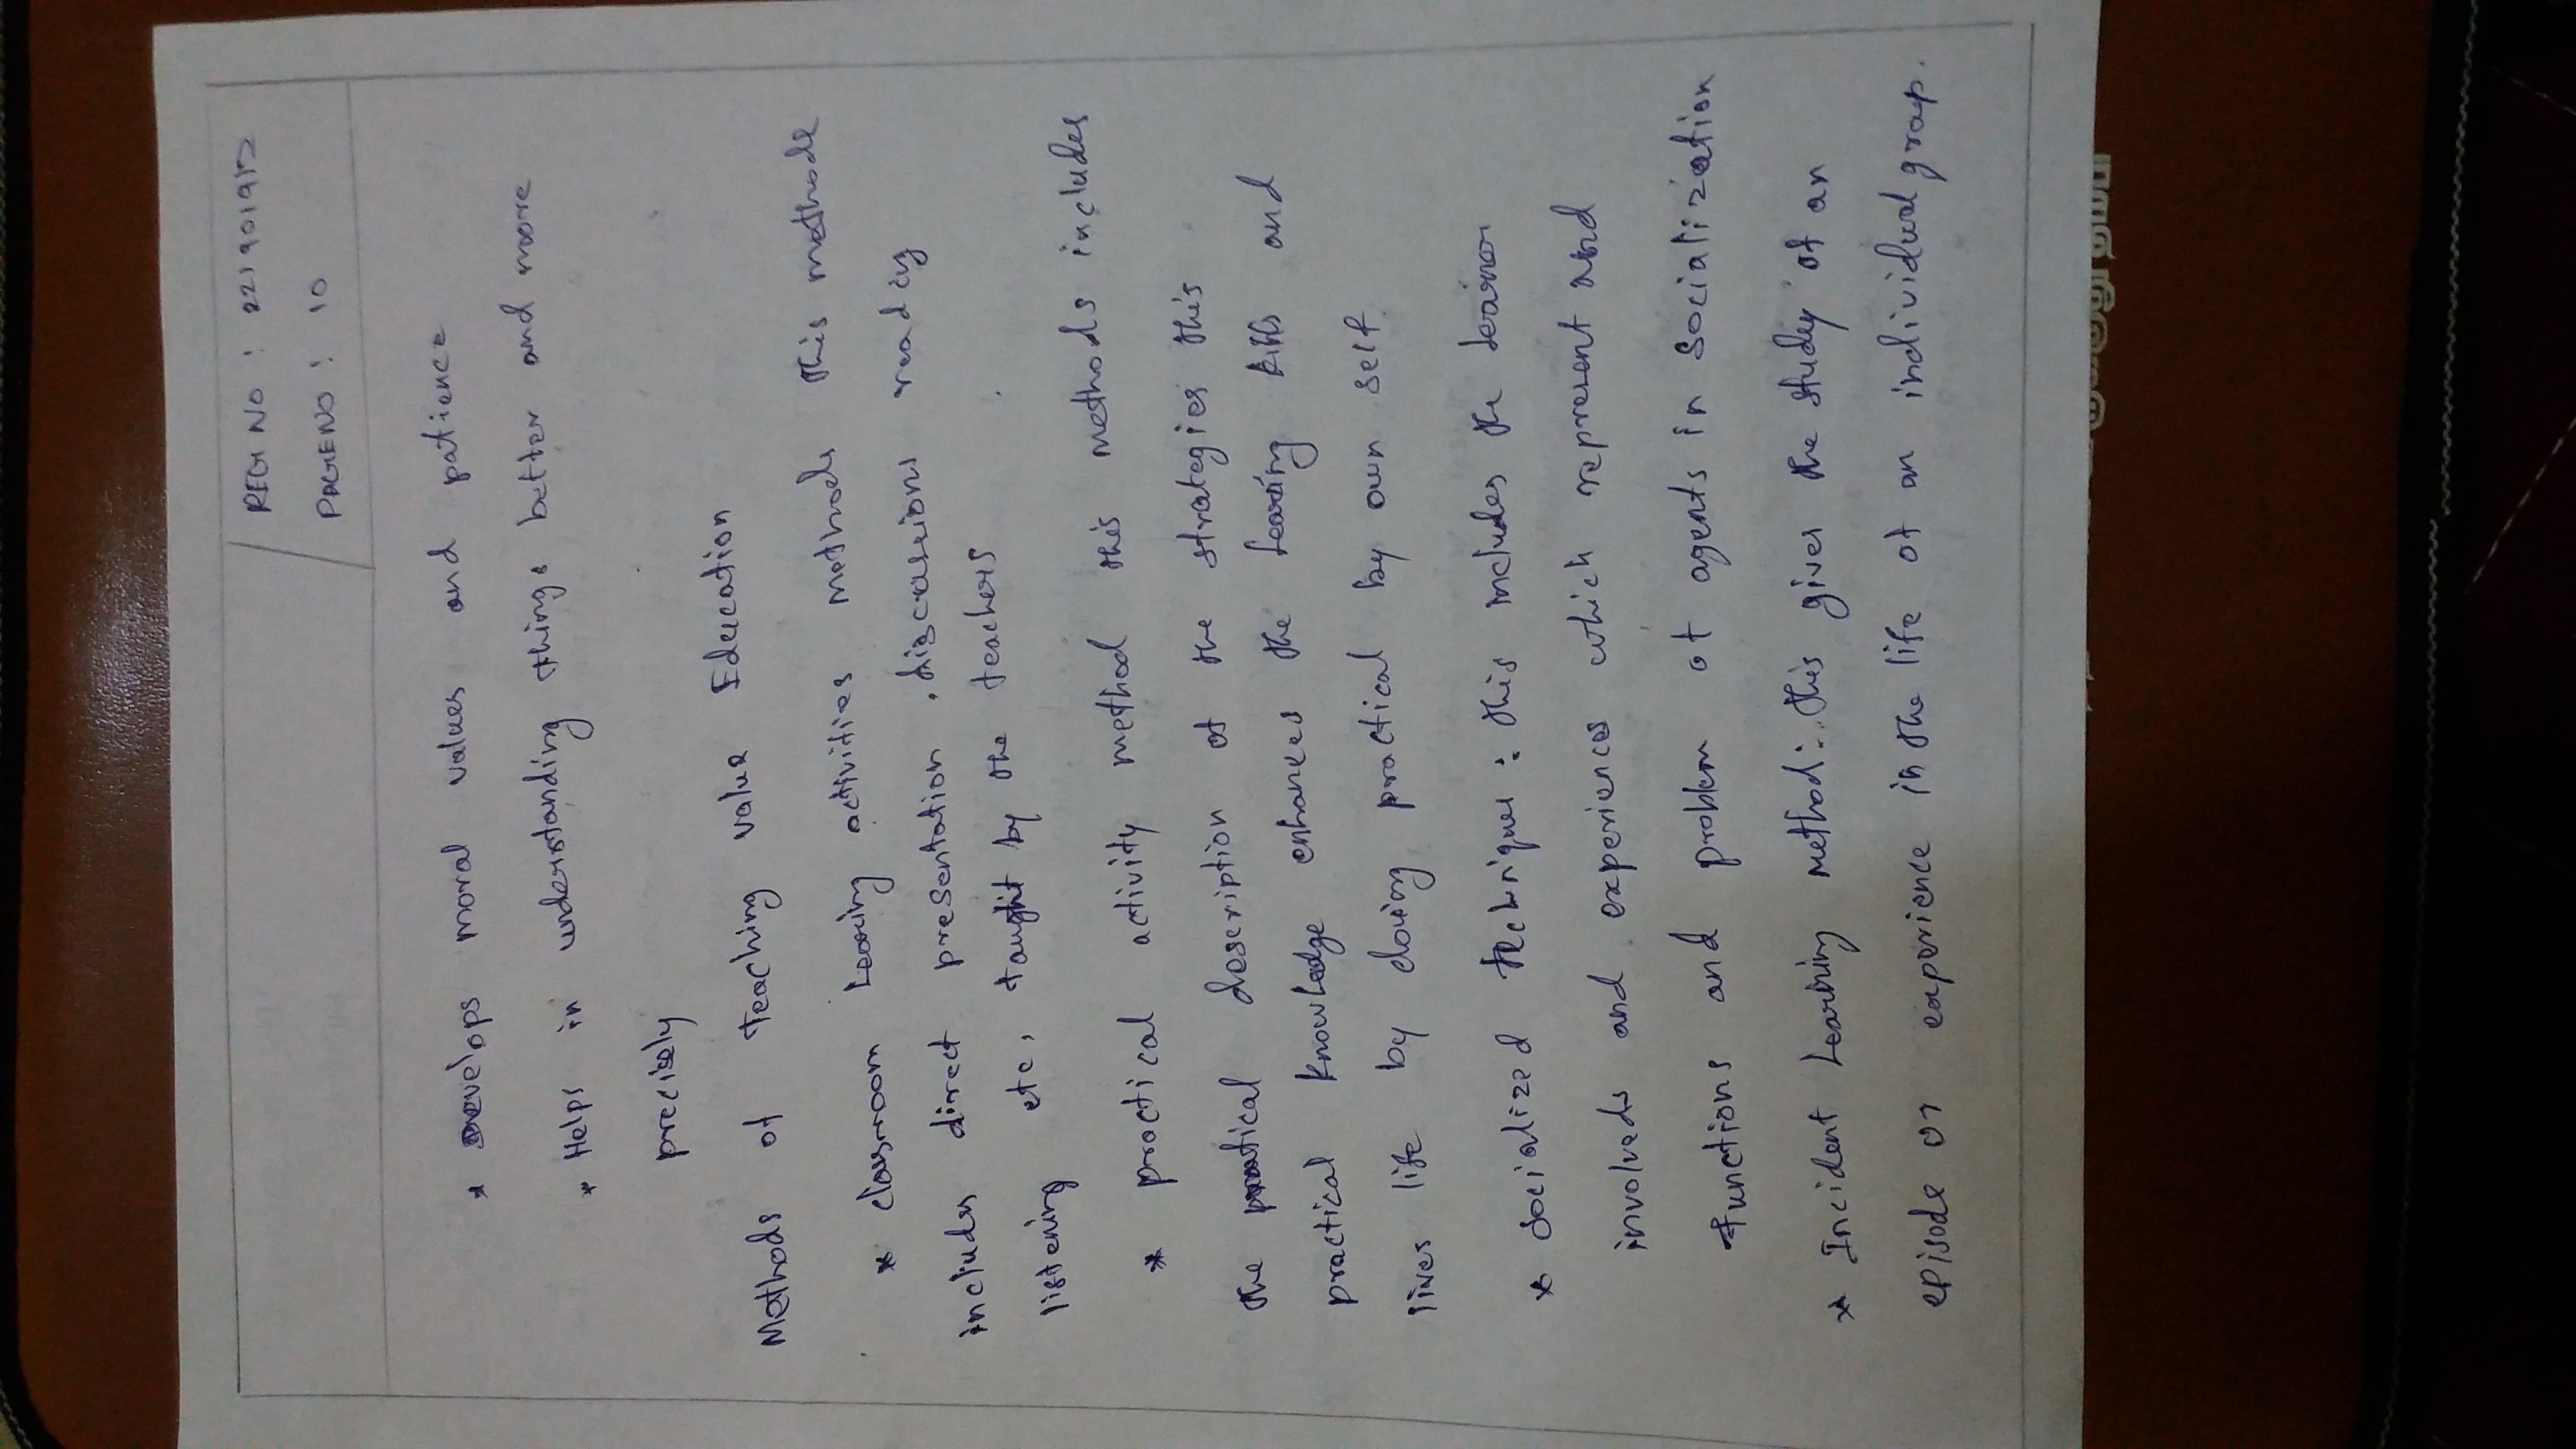 REG NO : 221901912
PAGE NO : 10
* Develops moral values and patience
* Helps in understanding things better and more
precisely
Methods of Teaching value Education
* classroom Learing activities methods this methods
includes direct presentation, discussions reading
listening etc, taught by the teachers
* practical activity method this methods includes
the practical description of the strategies this
practical knowledge enhances the learning and
lives life by doing practical by own self.
* Socialized Techniques : this includes the Learner
involveds and experiences which represent and
Functions and problem of agents in Socialization
* Incident Learning method: this gives the study of an
episode or experience in the life of an individual group.